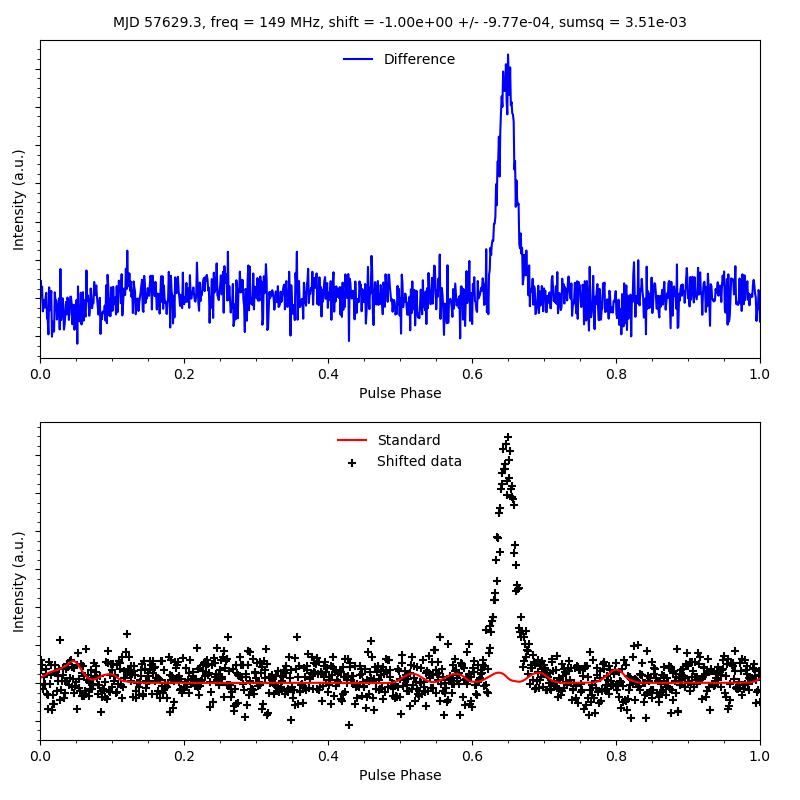 MJD 57629.3, freq = 149 MHz, shift = -1.00e+00 +/- -9.77e-04, sumsq = 3.51e-03
Difference
Intensity (a.u.)
0.0 0.2 0.4 0.6 0.8 1.0
Pulse Phase
Standard
Shifted data
Intensity (a.u.)
0.0 0.2 0.4 0.6 0.8 1.0
Pulse Phase